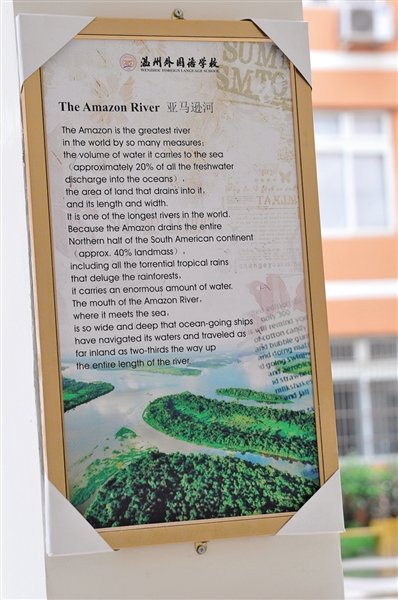 温州外国语学校
WENZHOU FOREIGN LANGUAGE SCHOOL
The Amazon River 亚马逊河
The Amazon is the greatest river
in the world by so many measures;
the volume of water it carries to the sea
（approximately 20% of all the freshwater
discharge into the oceans），
the area of land that drains into it，
and its length and width.
It is one of the longest rivers in the world.
Because the Amazon drains the entire
Northern half of the South American continent
（approx. 40% landmass），
including all the torrential tropical rains
that deluge the rainforests，
it carries an enormous amount of water.
The mouth of the Amazon River，
where it meets the sea，
is so wide and deep that ocean-going ships
have navigated its waters and traveled as
far inland as two-thirds the way up
the entire length of the river.